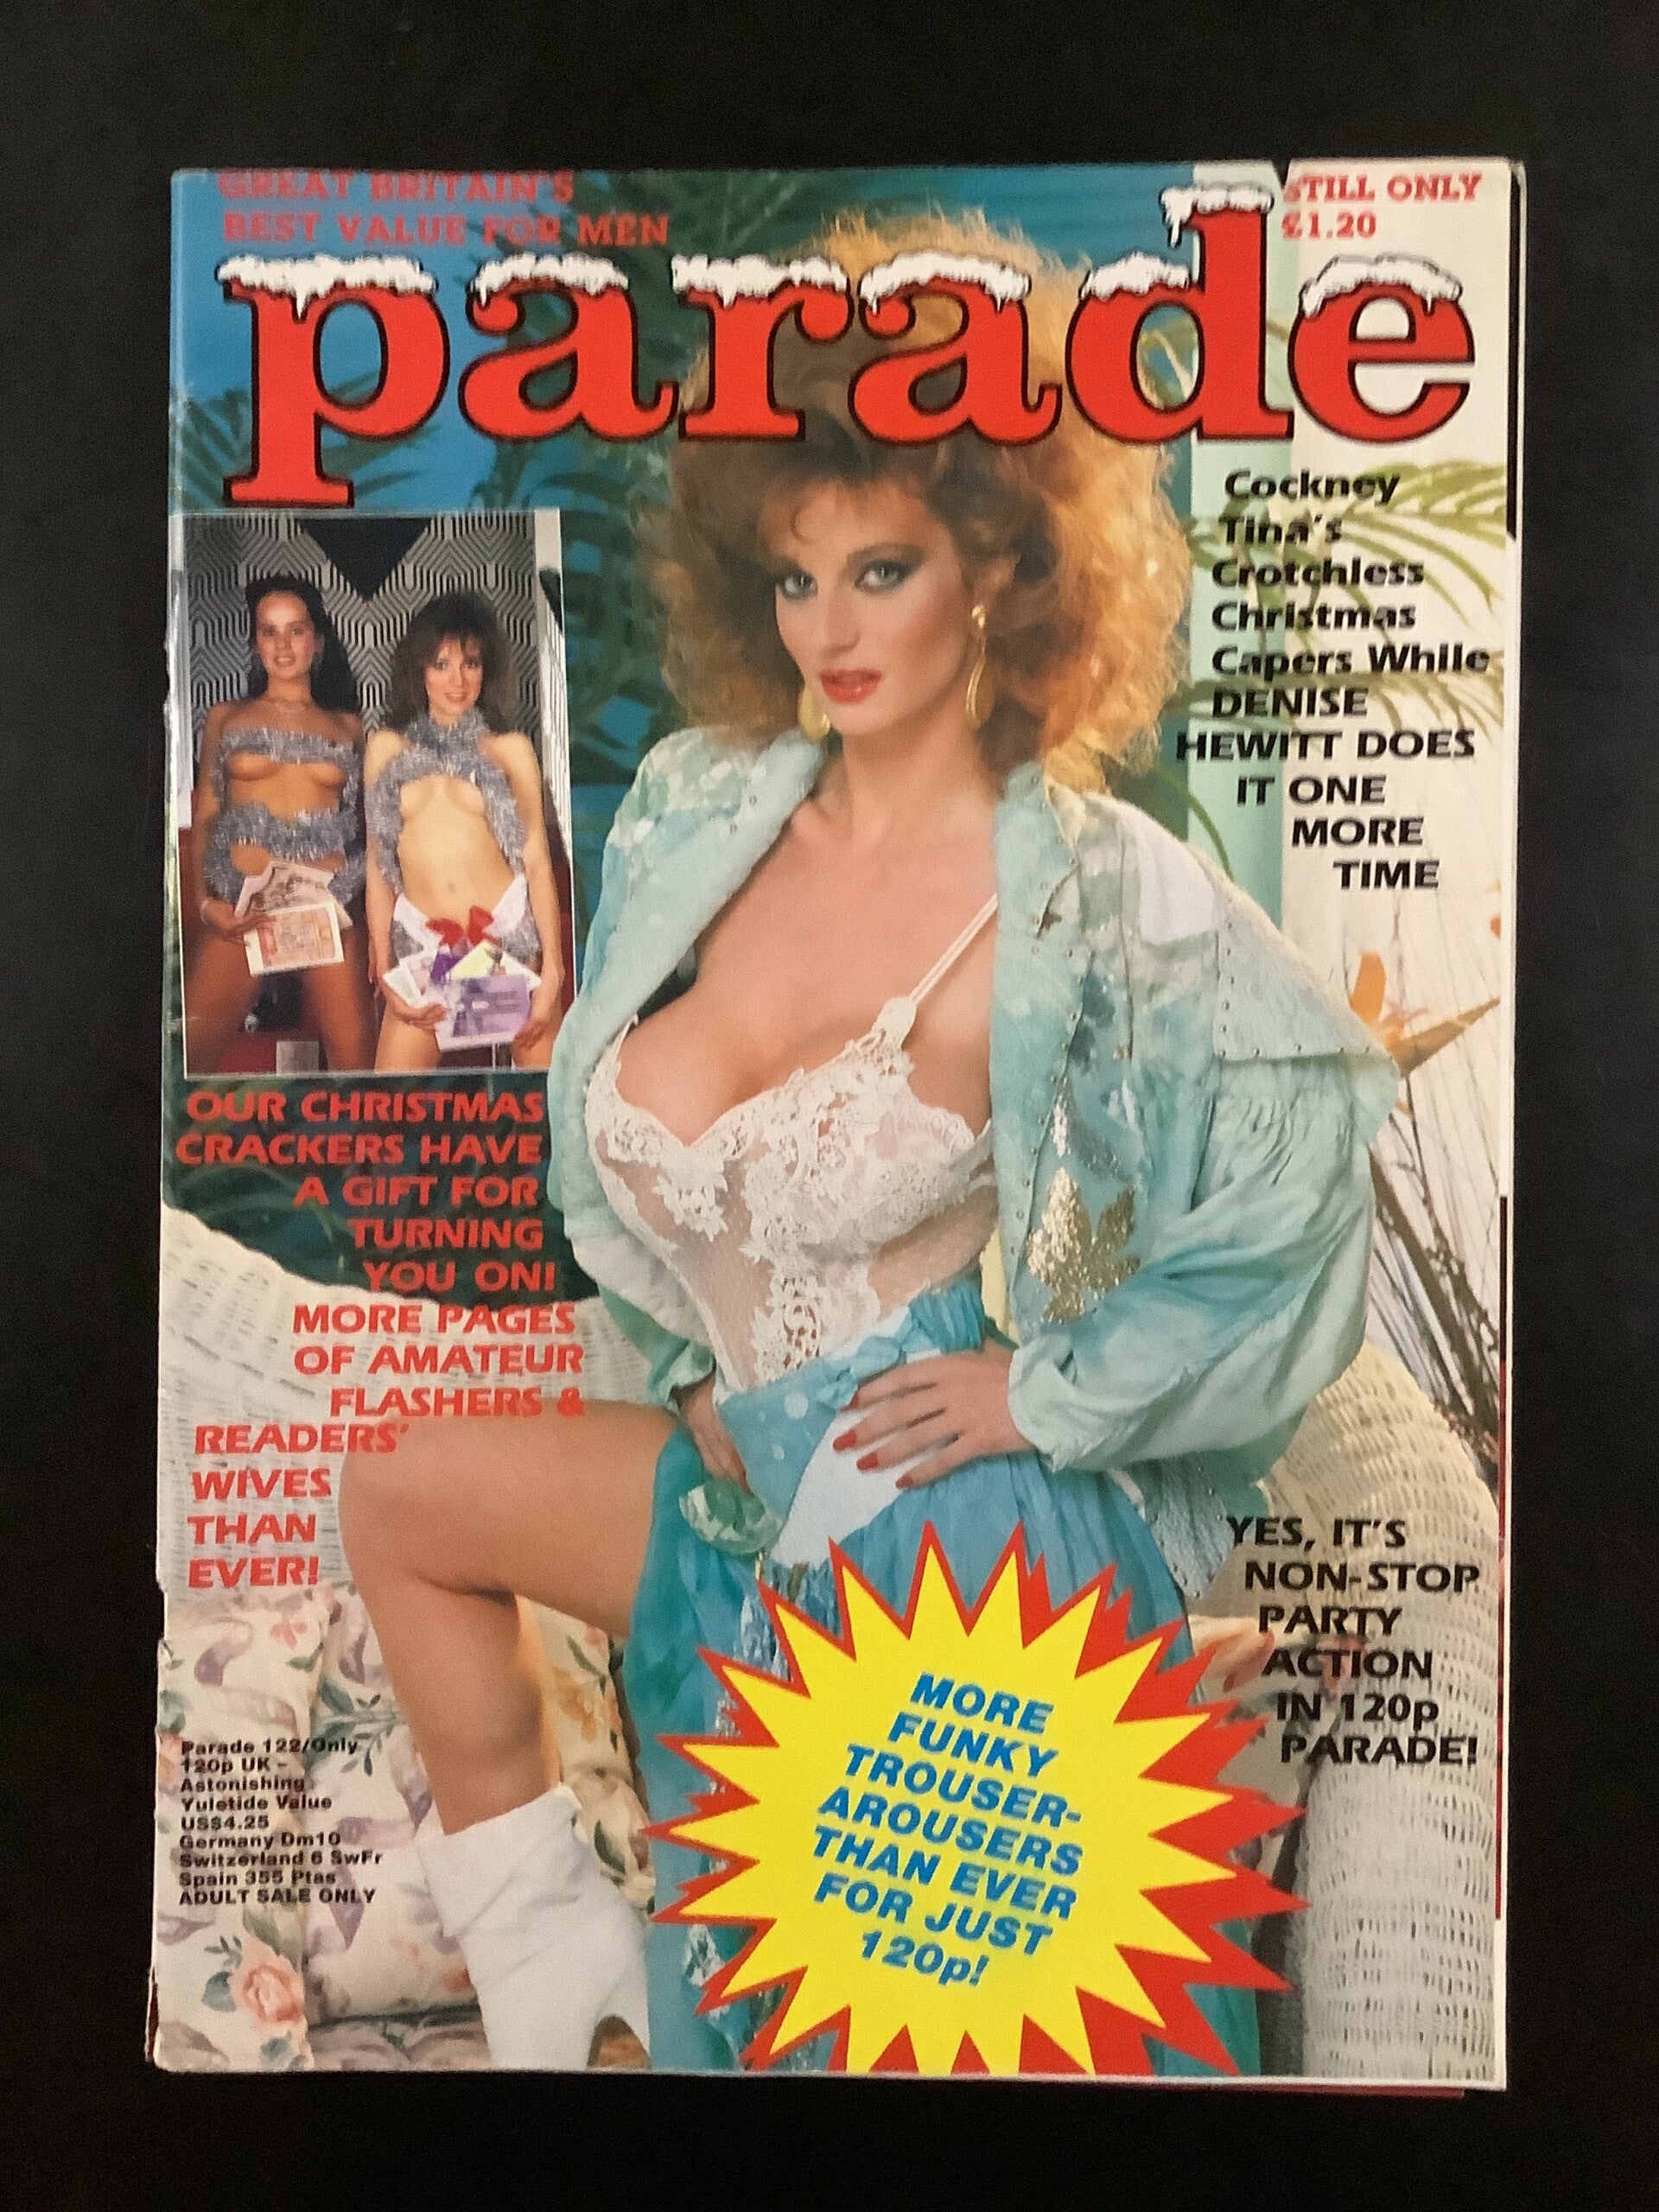 GREAT BRITAIN'S
BEST VALUE FOR MEN
STILL ONLY
£1.20
parade
Cockney
Tina's
Crotchless
Christmas
Capers While
DENISE
HEWITT DOES
IT ONE
MORE
TIME
OUR CHRISTMAS
CRACKERS HAVE
A GIFT FOR
TURNING
YOU ON!
MORE PAGES
OF AMATEUR
FLASHERS &
READERS'
WIVES
THAN
EVER!
YES, IT'S
NON-STOP
PARTY
ACTION
IN 120p
PARADE!
MORE
FUNKY
TROUSER-
AROUSERS
THAN EVER
FOR JUST
120p!
Parade 122/Only
120p UK -
Astonishing
Yuletide Value
US$4.25
Germany Dm10
Switzerland 6 SwFr
Spain 355 Ptas
ADULT SALE ONLY